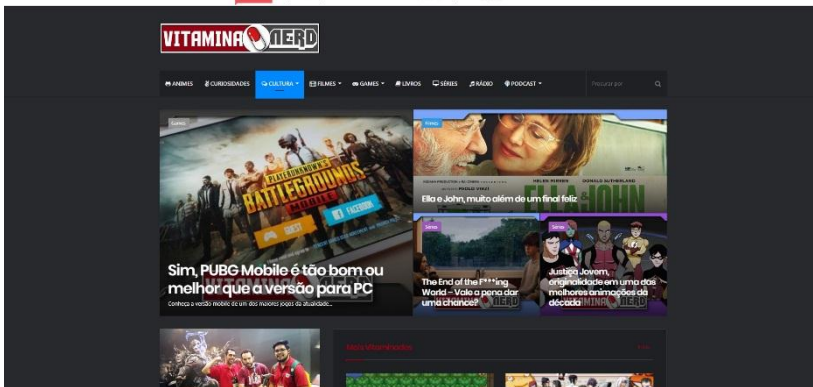 VITAMINA NERD
ANIMES CURIOSIDADES CULTURA FILMES GAMES LIVROS SÉRIES RÁDIO PODCAST Procurar por
Games
PLAYERUNKNOWN'S
BATTLEGROUNDS
MOBILE
GUEST
FACEBOOK
Sim, PUBG Mobile é tão bom ou
melhor que a versão para PC
Conheça a versão mobile de um dos maiores jogos da atualidade...
Filmes
HELEN MIRREN DONALD SUTHERLAND
ELLA & JOHN
Ella e John, muito além de um final feliz
Séries
The End of the F***ing
World – Vale a pena dar
uma chance?
Séries
Justiça Jovem,
originalidade em uma das
melhores animações da
década
Mais Vitaminados